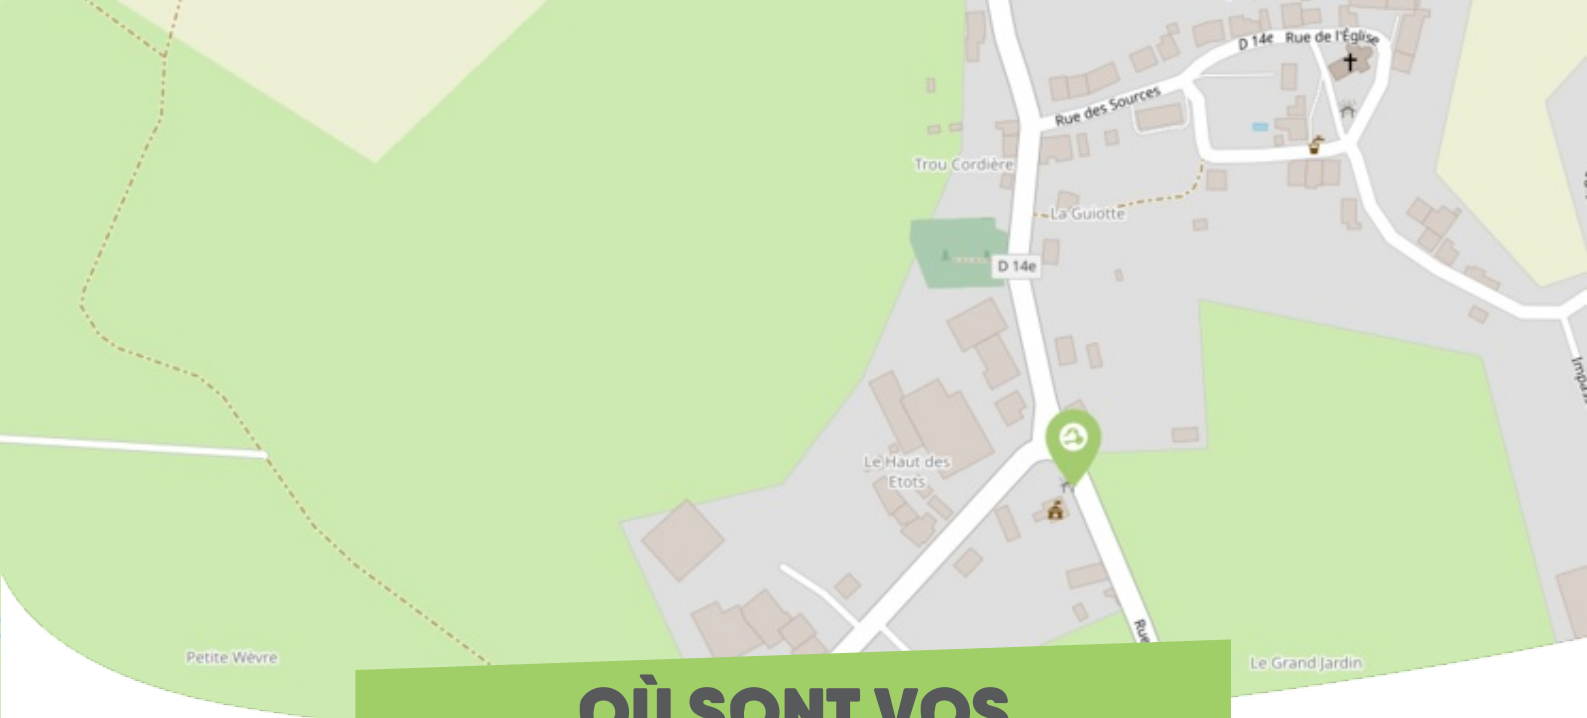 D 14e Rue de l'Église
Rue des Sources
Trou Cordière
La Guiotte
D 14e
Le Haut des
Etots
Rue
Petite Wèvre
Le Grand Jardin
OÙ SONT VOS